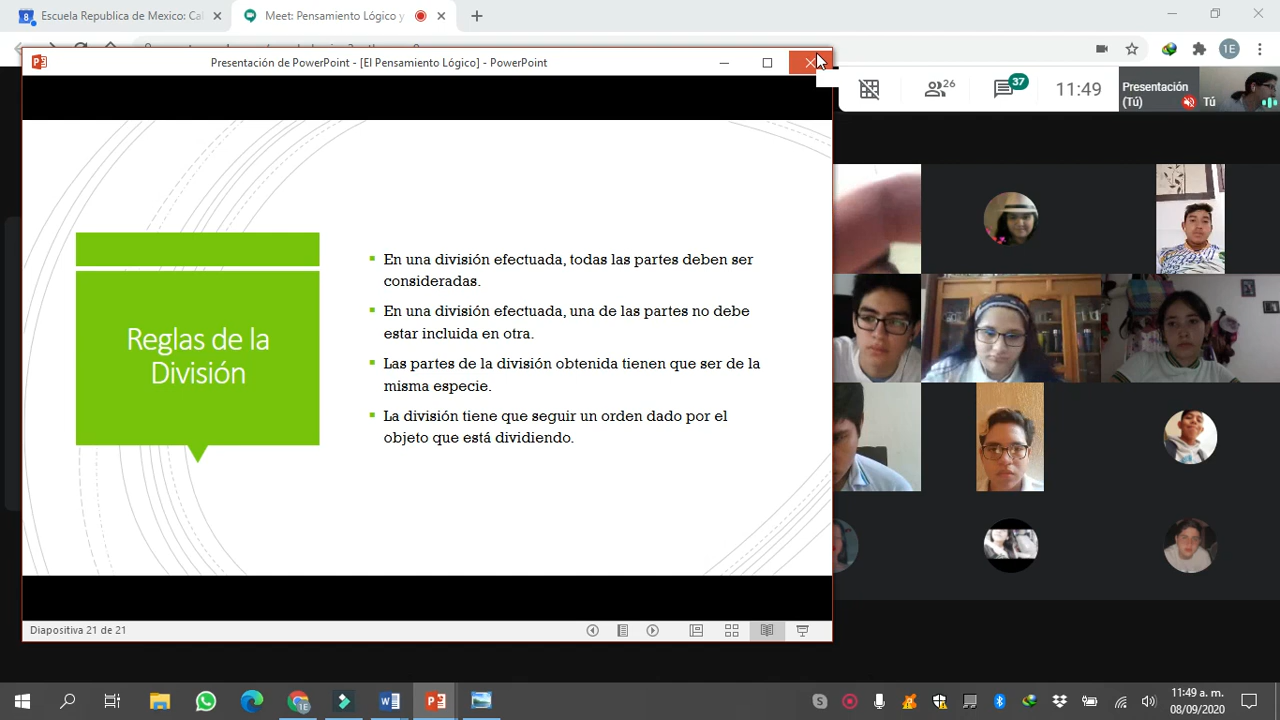 Escuela Republica de Mexico: Cal
Meet: Pensamiento Lógico y
1E
Presentación de PowerPoint - [El Pensamiento Lógico] - PowerPoint
26
37
11:49
Presentación
(Tú)
Tú
Reglas de la
División
En una división efectuada, todas las partes deben ser
consideradas.
En una división efectuada, una de las partes no debe
estar incluida en otra.
Las partes de la división obtenida tienen que ser de la
misma especie.
La división tiene que seguir un orden dado por el
objeto que está dividiendo.
Diapositiva 21 de 21
11:49 a. m.
08/09/2020